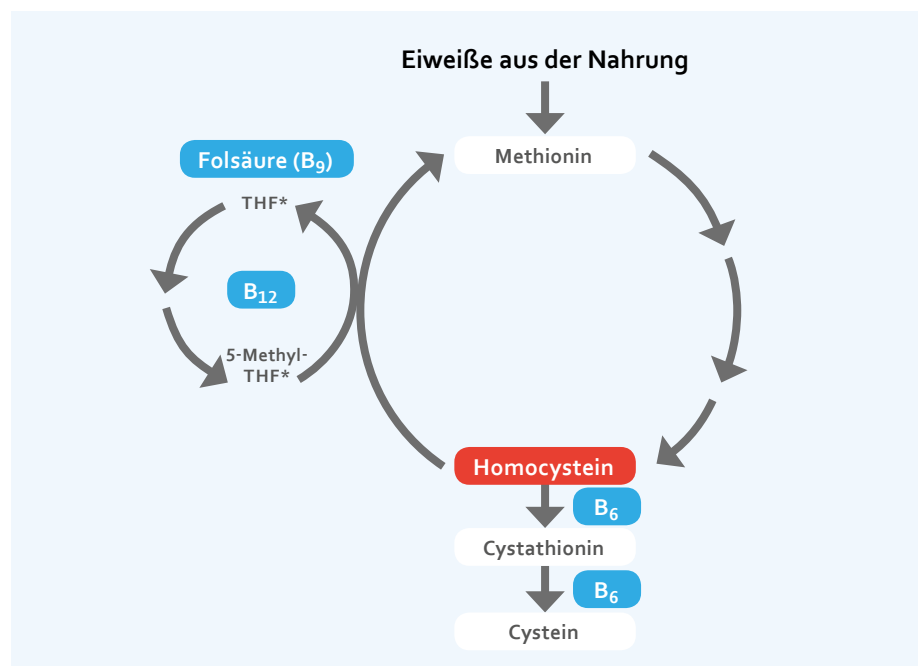 Eiweiße aus der Nahrung
Methionin
Folsäure (B₉)
THF*
B₁₂
5-Methyl-
THF*
Homocystein
B₆
Cystathionin
B₆
Cystein